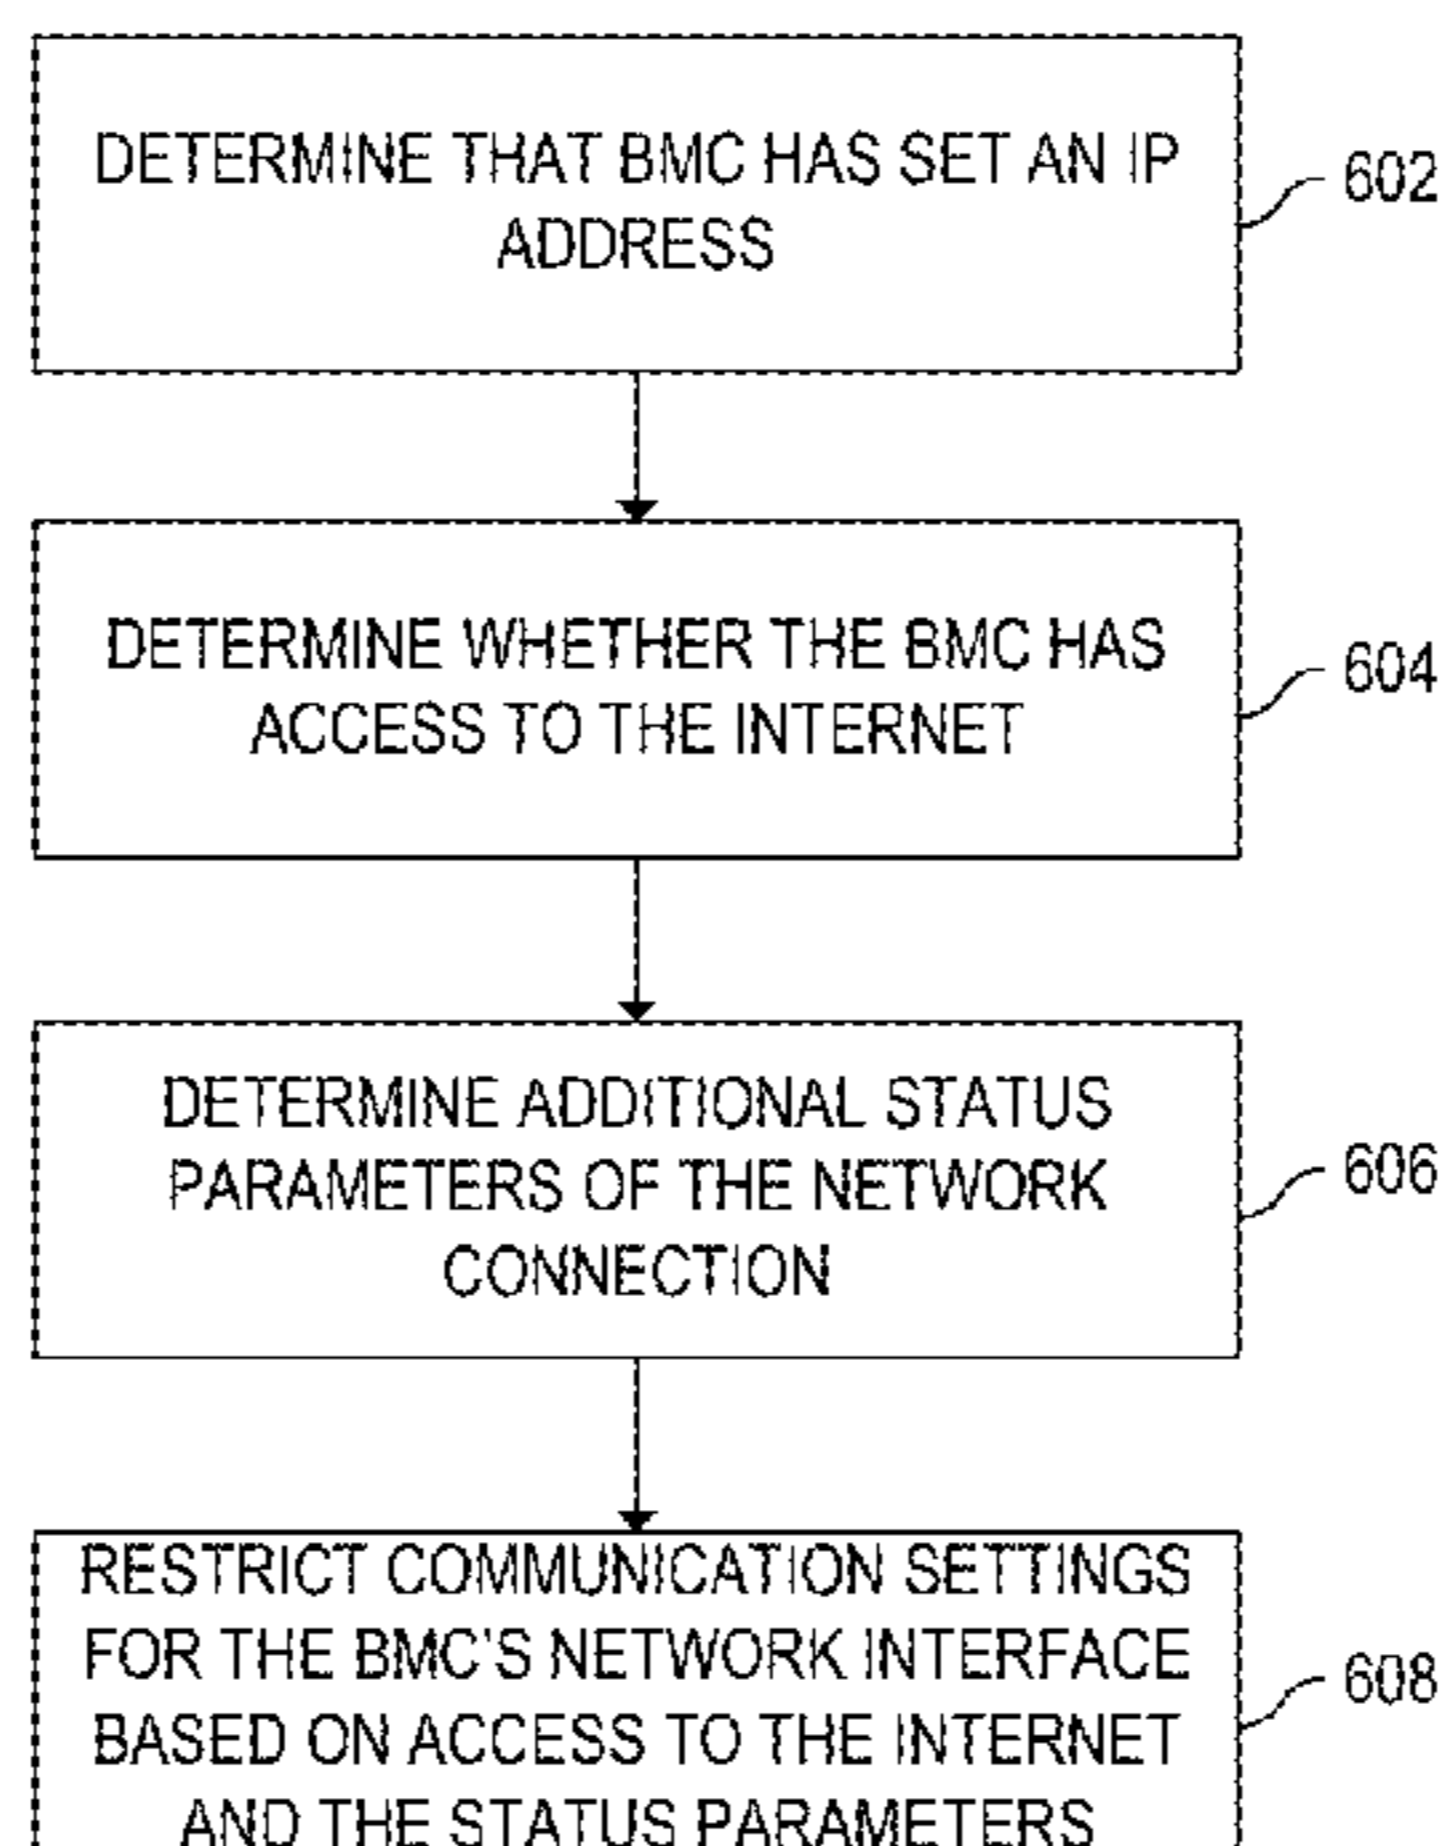 DETERMINE THAT BMC HAS SET AN IP
ADDRESS
602
DETERMINE WHETHER THE BMC HAS
ACCESS TO THE INTERNET
604
DETERMINE ADDITIONAL STATUS
PARAMETERS OF THE NETWORK
CONNECTION
606
RESTRICT COMMUNICATION SETTINGS
FOR THE BMC'S NETWORK INTERFACE
BASED ON ACCESS TO THE INTERNET
AND THE STATUS PARAMETERS
608